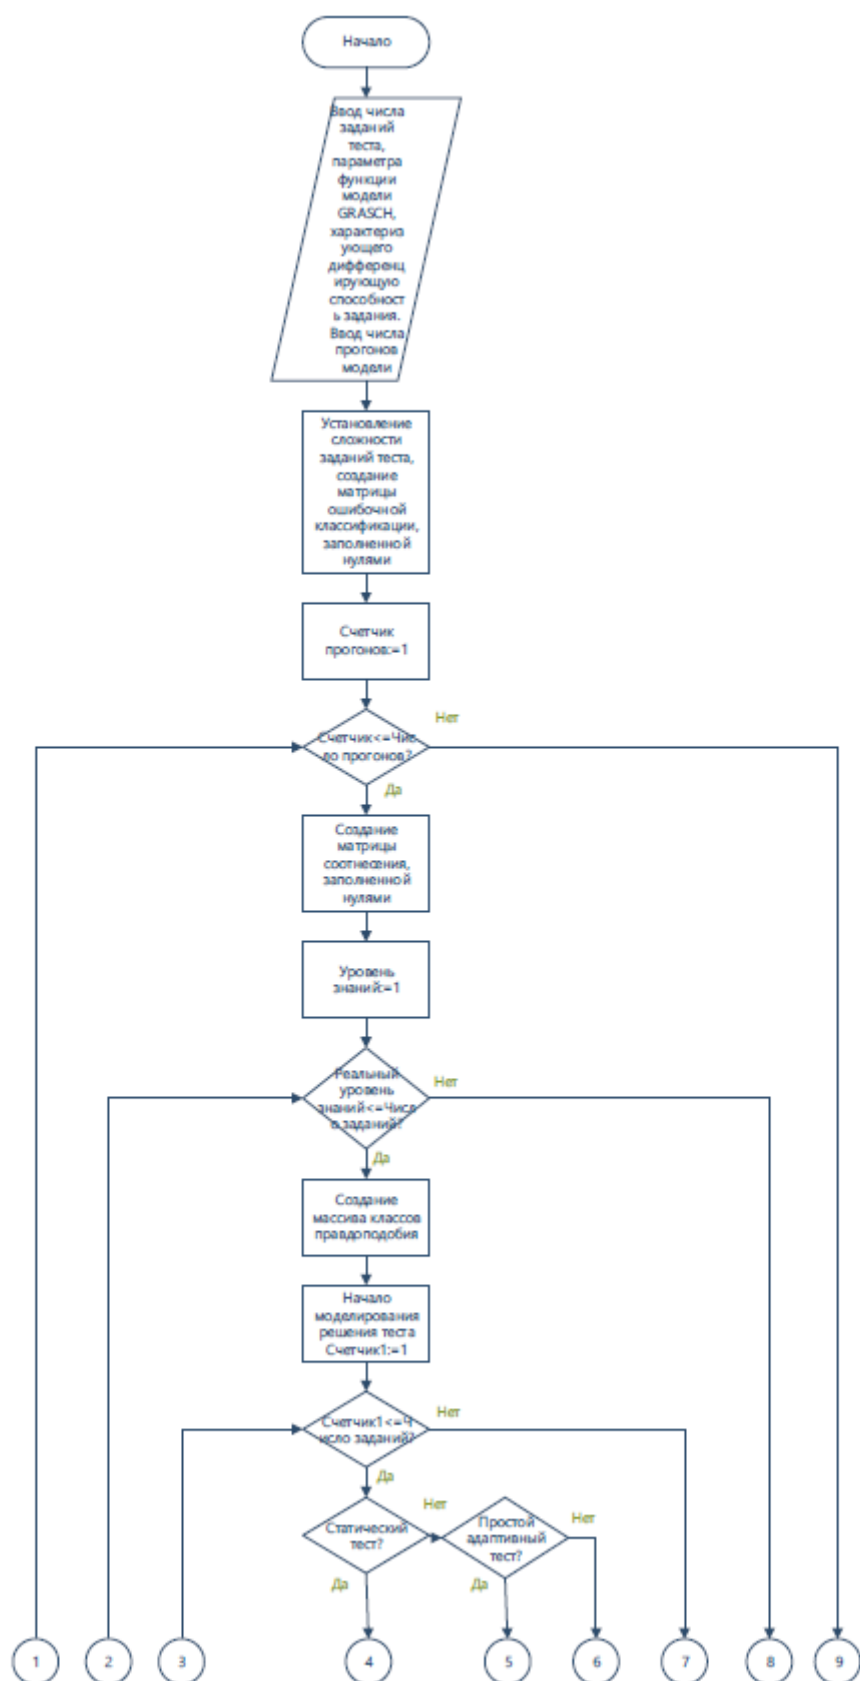 Начало
Ввод числа
заданий
теста,
параметра
функции
модели
GRASCH,
характериз
ующего
дифференц
ирующую
способност
ь задания.
Ввод числа
прогонов
модели
Установление
сложности
заданий теста,
создание
матрицы
ошибочной
классификации,
заполненной
нулями
Счетчик
прогонов:=1
Нет
Счетчик<=Чис
ло прогонов?
Да
Создание
матрицы
соотнесения,
заполненной
нулями
Уровень
знаний:=1
Нет
Реальный
уровень
знаний<=Числ
о заданий?
Да
Создание
массива классов
правдоподобия
Начало
моделирования
решения теста
Счетчик1:=1
Нет
Счетчик1<=Ч
исло заданий?
Да
Нет
Статический
тест?
Да
Нет
Простой
адаптивный
тест?
Да
1
2
3
4
5
6
7
8
9